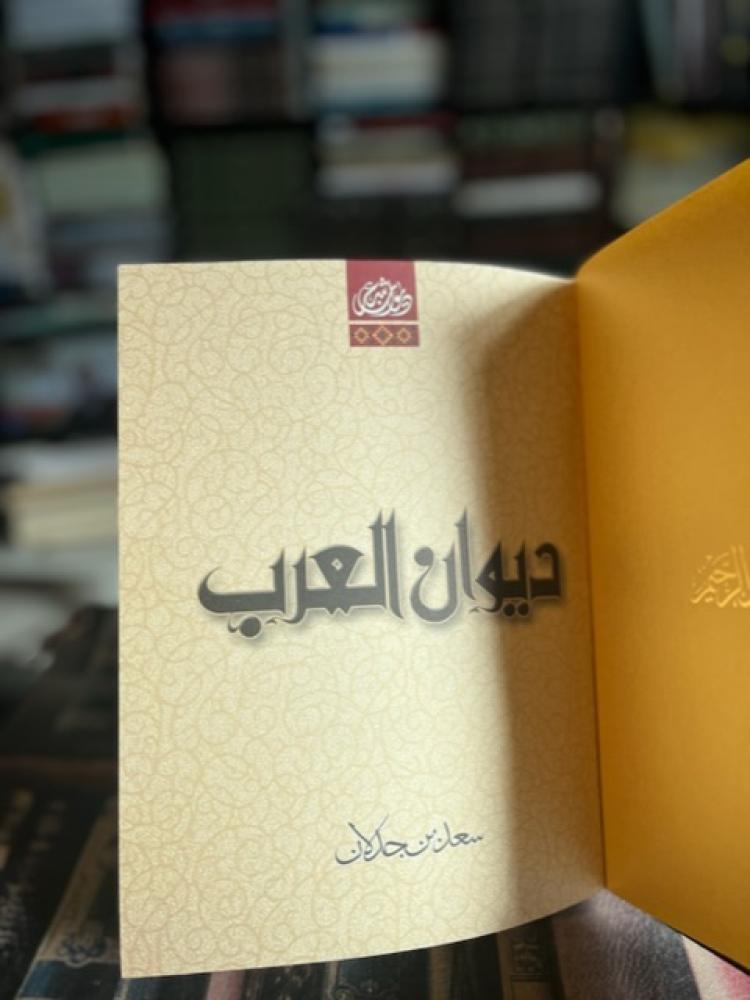 ديوان العرب
سعد بن جدلان